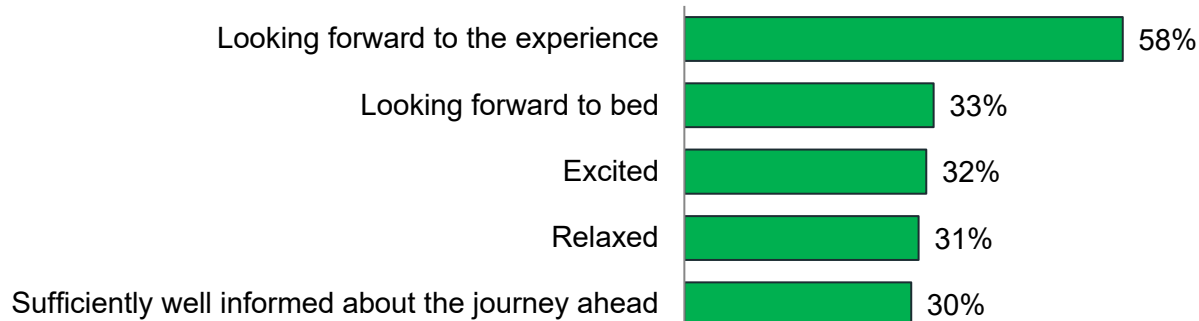 Looking forward to the experience 58%
Looking forward to bed 33%
Excited 32%
Relaxed 31%
Sufficiently well informed about the journey ahead 30%